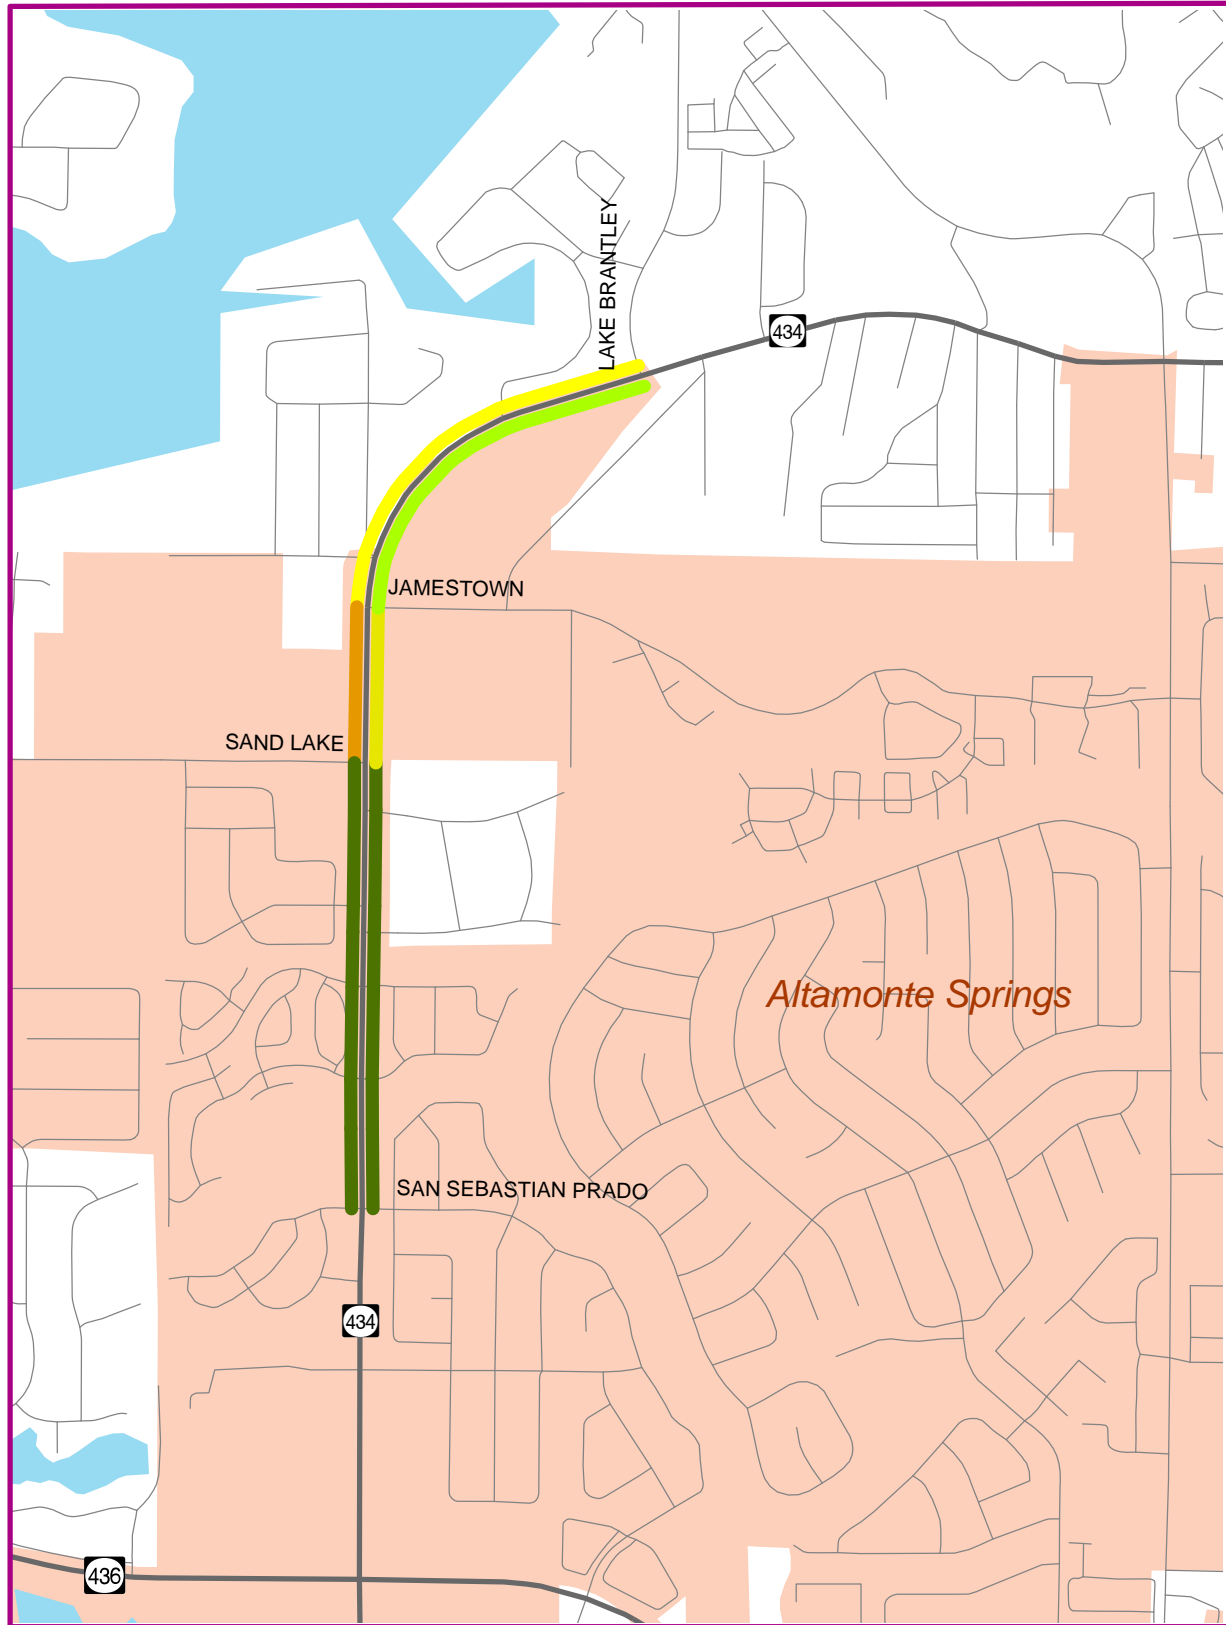 LAKE BRANTLEY
434
JAMESTOWN
SAND LAKE
Altamonte Springs
SAN SEBASTIAN PRADO
434
436